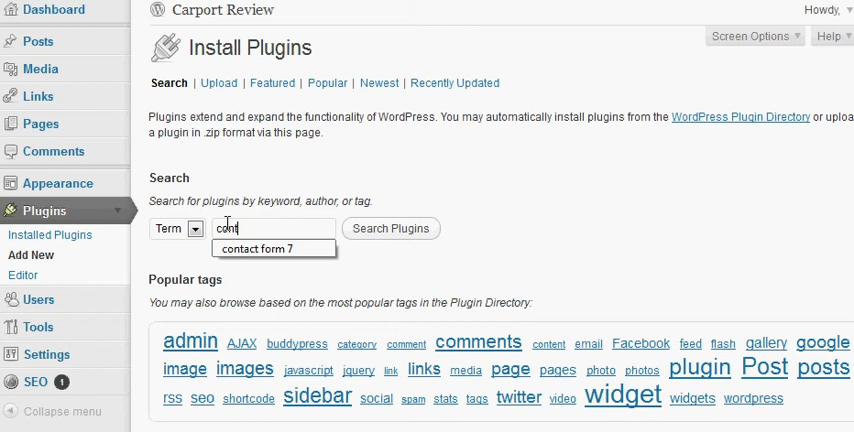 Dashboard
Carport Review
Howdy,
Posts
Install Plugins
Screen Options
Help
Media
Search | Upload | Featured | Popular | Newest | Recently Updated
Links
Pages
Plugins extend and expand the functionality of WordPress. You may automatically install plugins from the WordPress Plugin Directory or uploa
a plugin in .zip format via this page.
Comments
Appearance
Search
Search for plugins by keyword, author, or tag.
Plugins
Term
cont
Search Plugins
Installed Plugins
contact form 7
Add New
Editor
Popular tags
Users
You may also browse based on the most popular tags in the Plugin Directory:
Tools
admin AJAX buddypress category comment comments content email Facebook feed flash gallery google
Settings
image images javascript jquery link links media page pages photo photos plugin Post posts
SEO 1
rss seo shortcode sidebar social spam stats tags twitter video widget widgets wordpress
Collapse menu